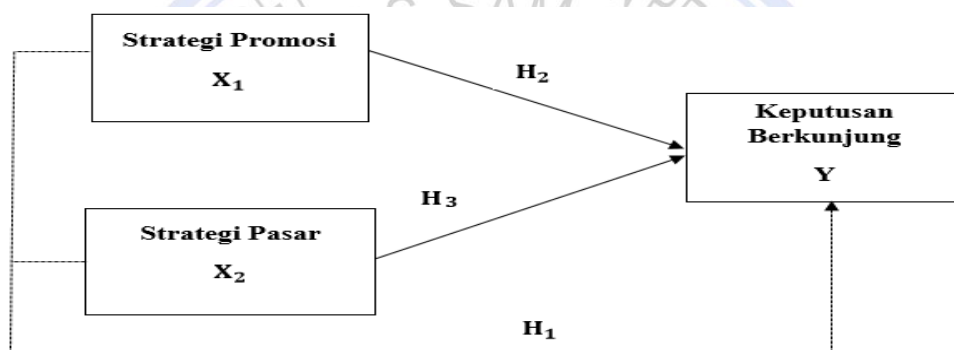 Strategi Promosi
X₁
H₂
Keputusan
Berkunjung
Y
H₃
Strategi Pasar
X₂
H₁